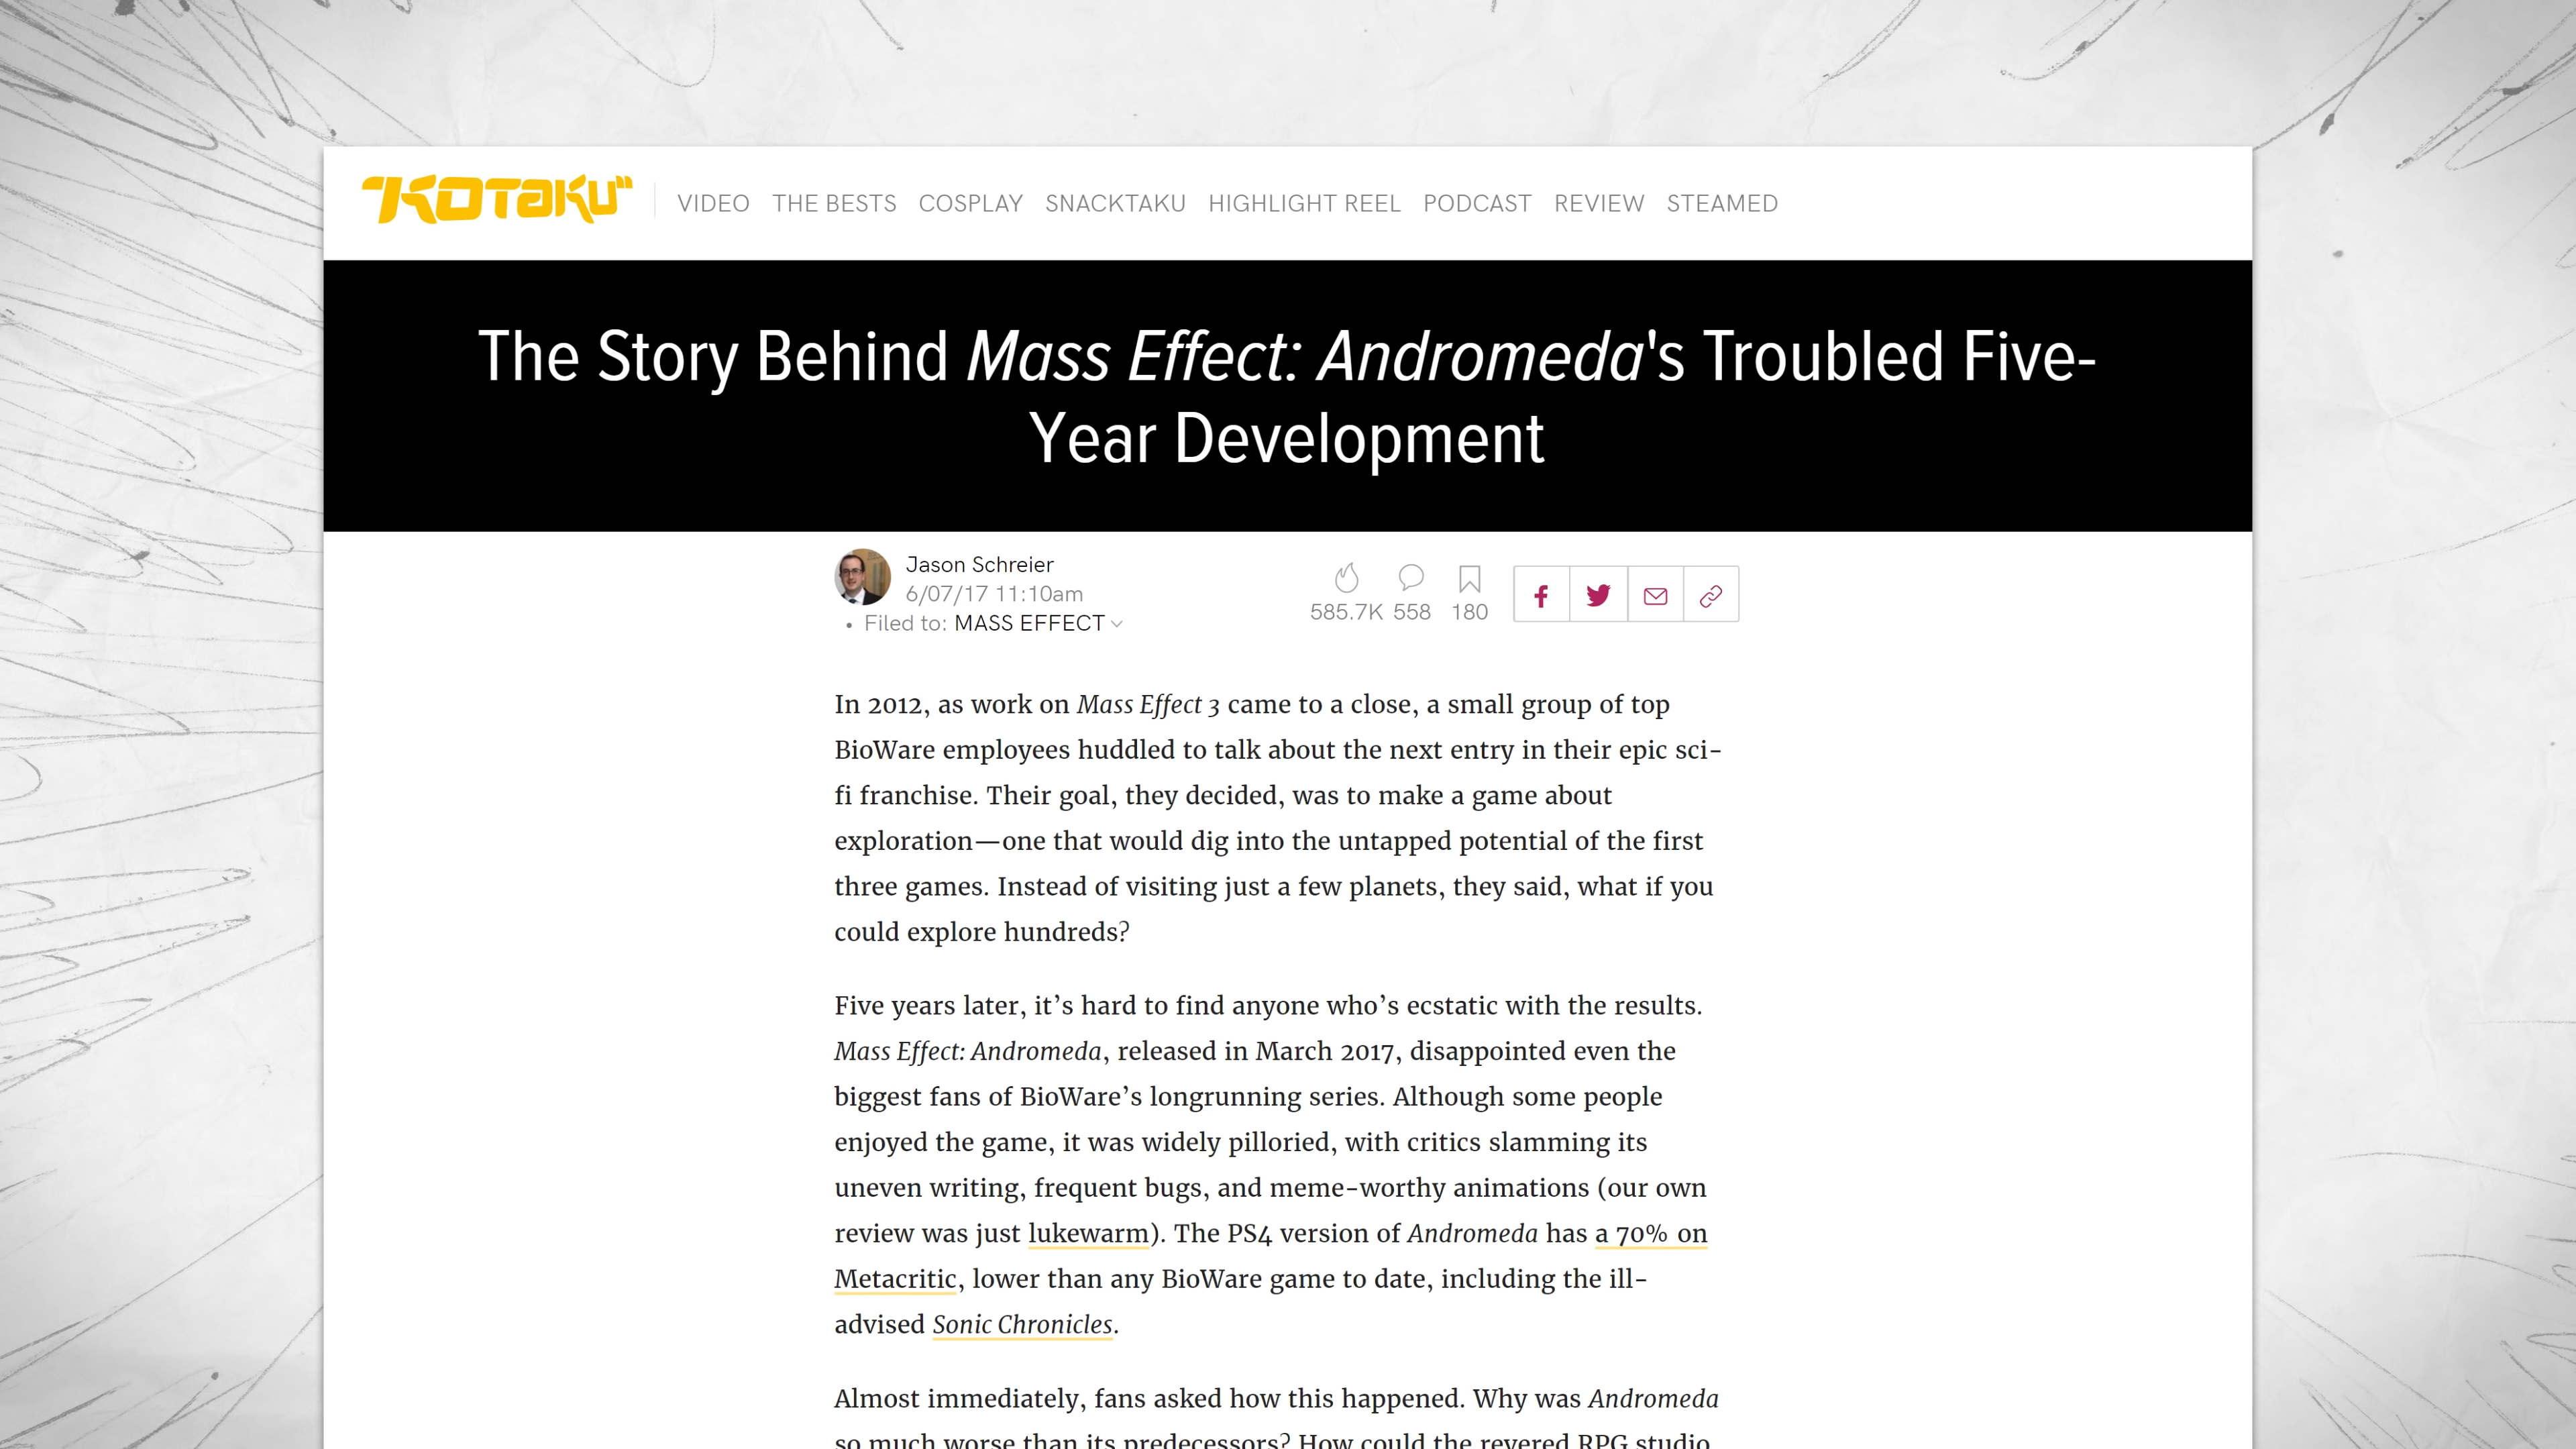 KOTAKU
VIDEO THE BESTS COSPLAY SNACKTAKU HIGHLIGHT REEL PODCAST REVIEW STEAMED
The Story Behind Mass Effect: Andromeda's Troubled Five-
Year Development
Jason Schreier
6/07/17 11:10am
• Filed to: MASS EFFECT
585.7K 558 180
In 2012, as work on Mass Effect 3 came to a close, a small group of top
BioWare employees huddled to talk about the next entry in their epic sci-
fi franchise. Their goal, they decided, was to make a game about
exploration—one that would dig into the untapped potential of the first
three games. Instead of visiting just a few planets, they said, what if you
could explore hundreds?
Five years later, it’s hard to find anyone who’s ecstatic with the results.
Mass Effect: Andromeda, released in March 2017, disappointed even the
biggest fans of BioWare’s longrunning series. Although some people
enjoyed the game, it was widely pilloried, with critics slamming its
uneven writing, frequent bugs, and meme-worthy animations (our own
review was just lukewarm). The PS4 version of Andromeda has a 70% on
Metacritic, lower than any BioWare game to date, including the ill-
advised Sonic Chronicles.
Almost immediately, fans asked how this happened. Why was Andromeda
so much worse than its predecessors? How could the revered RPG studio